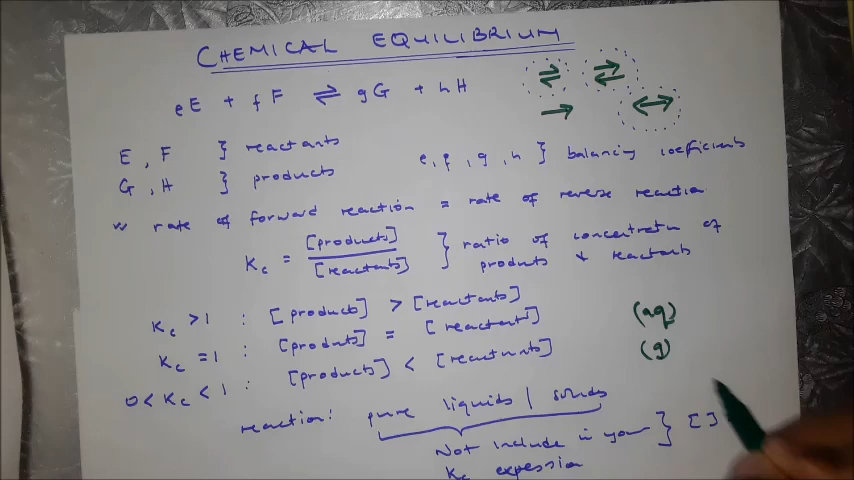 CHEMICAL EQUILIBRIUM
eE + fF ⇌ gG + hH ⇌ ⇄ → ↔
E, F } reactants
G, H } products e, f, g, h } balancing coefficients
rate of forward reaction = rate of reverse reaction
Kc = [products] / [reactants] } ratio of concentratn of products & reactants
Kc > 1 : [products] > [reactants]
Kc = 1 : [products] = [reactants] (aq)
0 < Kc < 1 : [products] < [reactants] (g)
reaction: pure liquids / solids
Not include in your } [ ]
Kc expession